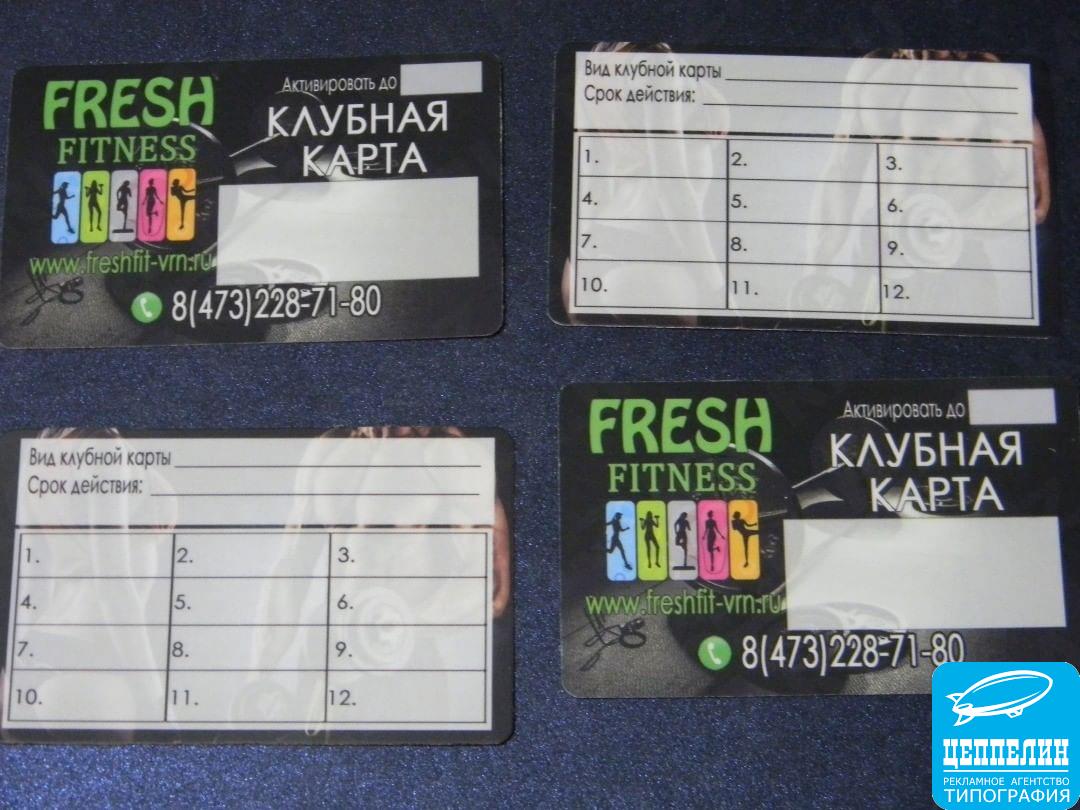 FRESH
FITNESS
www.freshfit-vrn.ru
Активировать до
КЛУБНАЯ
КАРТА
8(473)228-71-80
Вид клубной карты
Срок действия:
1. 2. 3.
4. 5. 6.
7. 8. 9.
10. 11. 12.
Вид клубной карты
Срок действия:
1. 2. 3.
4. 5. 6.
7. 8. 9.
10. 11. 12.
FRESH
FITNESS
www.freshfit-vrn.ru
Активировать до
КЛУБНАЯ
КАРТА
8(473)228-71-80
ЦЕППЕЛИН
РЕКЛАМНОЕ АГЕНТСТВО
ТИПОГРАФИЯ